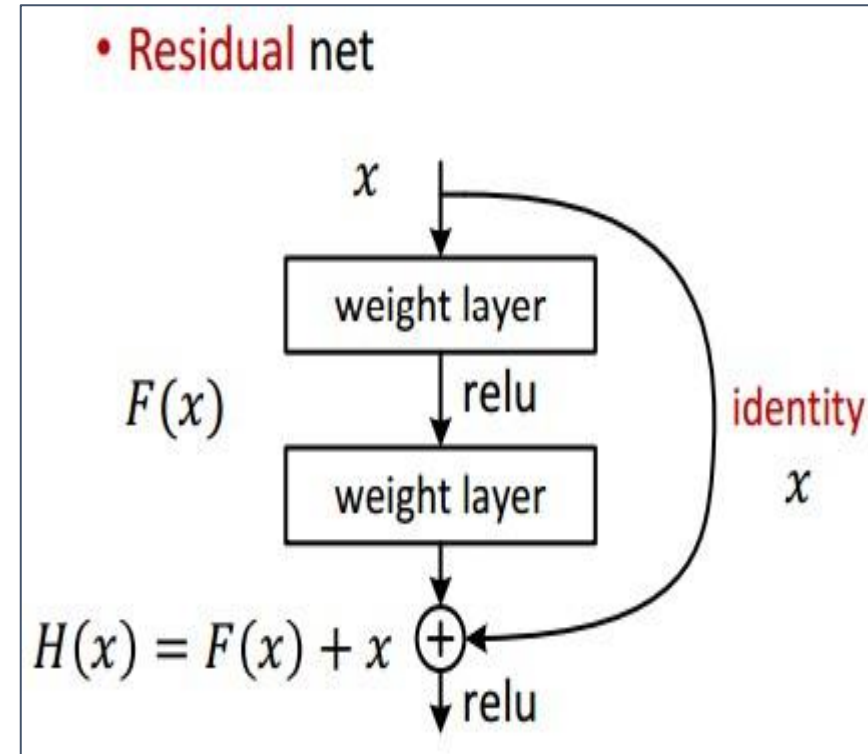 • Residual net
x
weight layer
relu
F(x)
identity
x
weight layer
H(x) = F(x) + x
+
relu